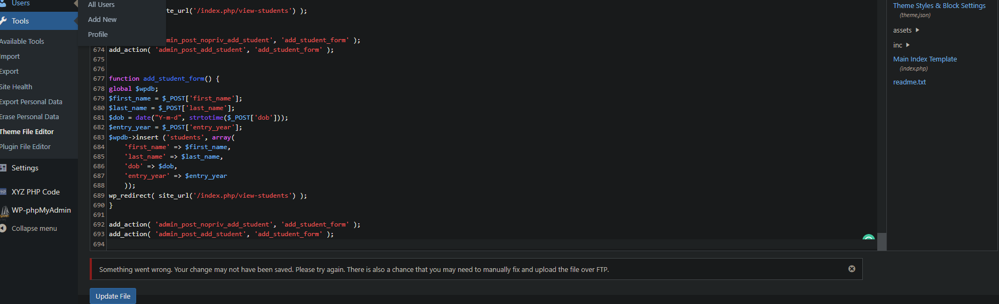 Users
Tools
Available Tools
Import
Export
Site Health
Export Personal Data
Erase Personal Data
Theme File Editor
Plugin File Editor
Settings
XYZ PHP Code
WP-phpMyAdmin
Collapse menu
All Users
Add New
Profile
te_url('/index.php/view-students') );
min_post_nopriv_add_student', 'add_student_form' );
674 add_action( 'admin_post_add_student', 'add_student_form' );
675
676
677 function add_student_form() {
678 global $wpdb;
679 $first_name = $_POST['first_name'];
680 $last_name = $_POST['last_name'];
681 $dob = date("Y-m-d", strtotime($_POST['dob']));
682 $entry_year = $_POST['entry_year'];
683 $wpdb->insert ('students', array(
684 'first_name' => $first_name,
685 'last_name' => $last_name,
686 'dob' => $dob,
687 'entry_year' => $entry_year
688 ));
689 wp_redirect( site_url('/index.php/view-students') );
690 }
691
692 add_action( 'admin_post_nopriv_add_student', 'add_student_form' );
693 add_action( 'admin_post_add_student', 'add_student_form' );
694
Something went wrong. Your change may not have been saved. Please try again. There is also a chance that you may need to manually fix and upload the file over FTP.
Update File
Theme Styles & Block Settings
(theme.json)
assets
inc
Main Index Template
(index.php)
readme.txt